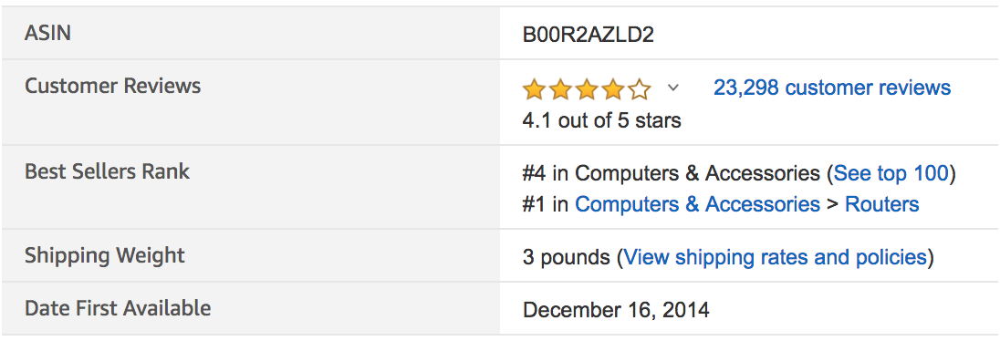 ASIN B00R2AZLD2
Customer Reviews 23,298 customer reviews
4.1 out of 5 stars
Best Sellers Rank #4 in Computers & Accessories (See top 100)
#1 in Computers & Accessories > Routers
Shipping Weight 3 pounds (View shipping rates and policies)
Date First Available December 16, 2014